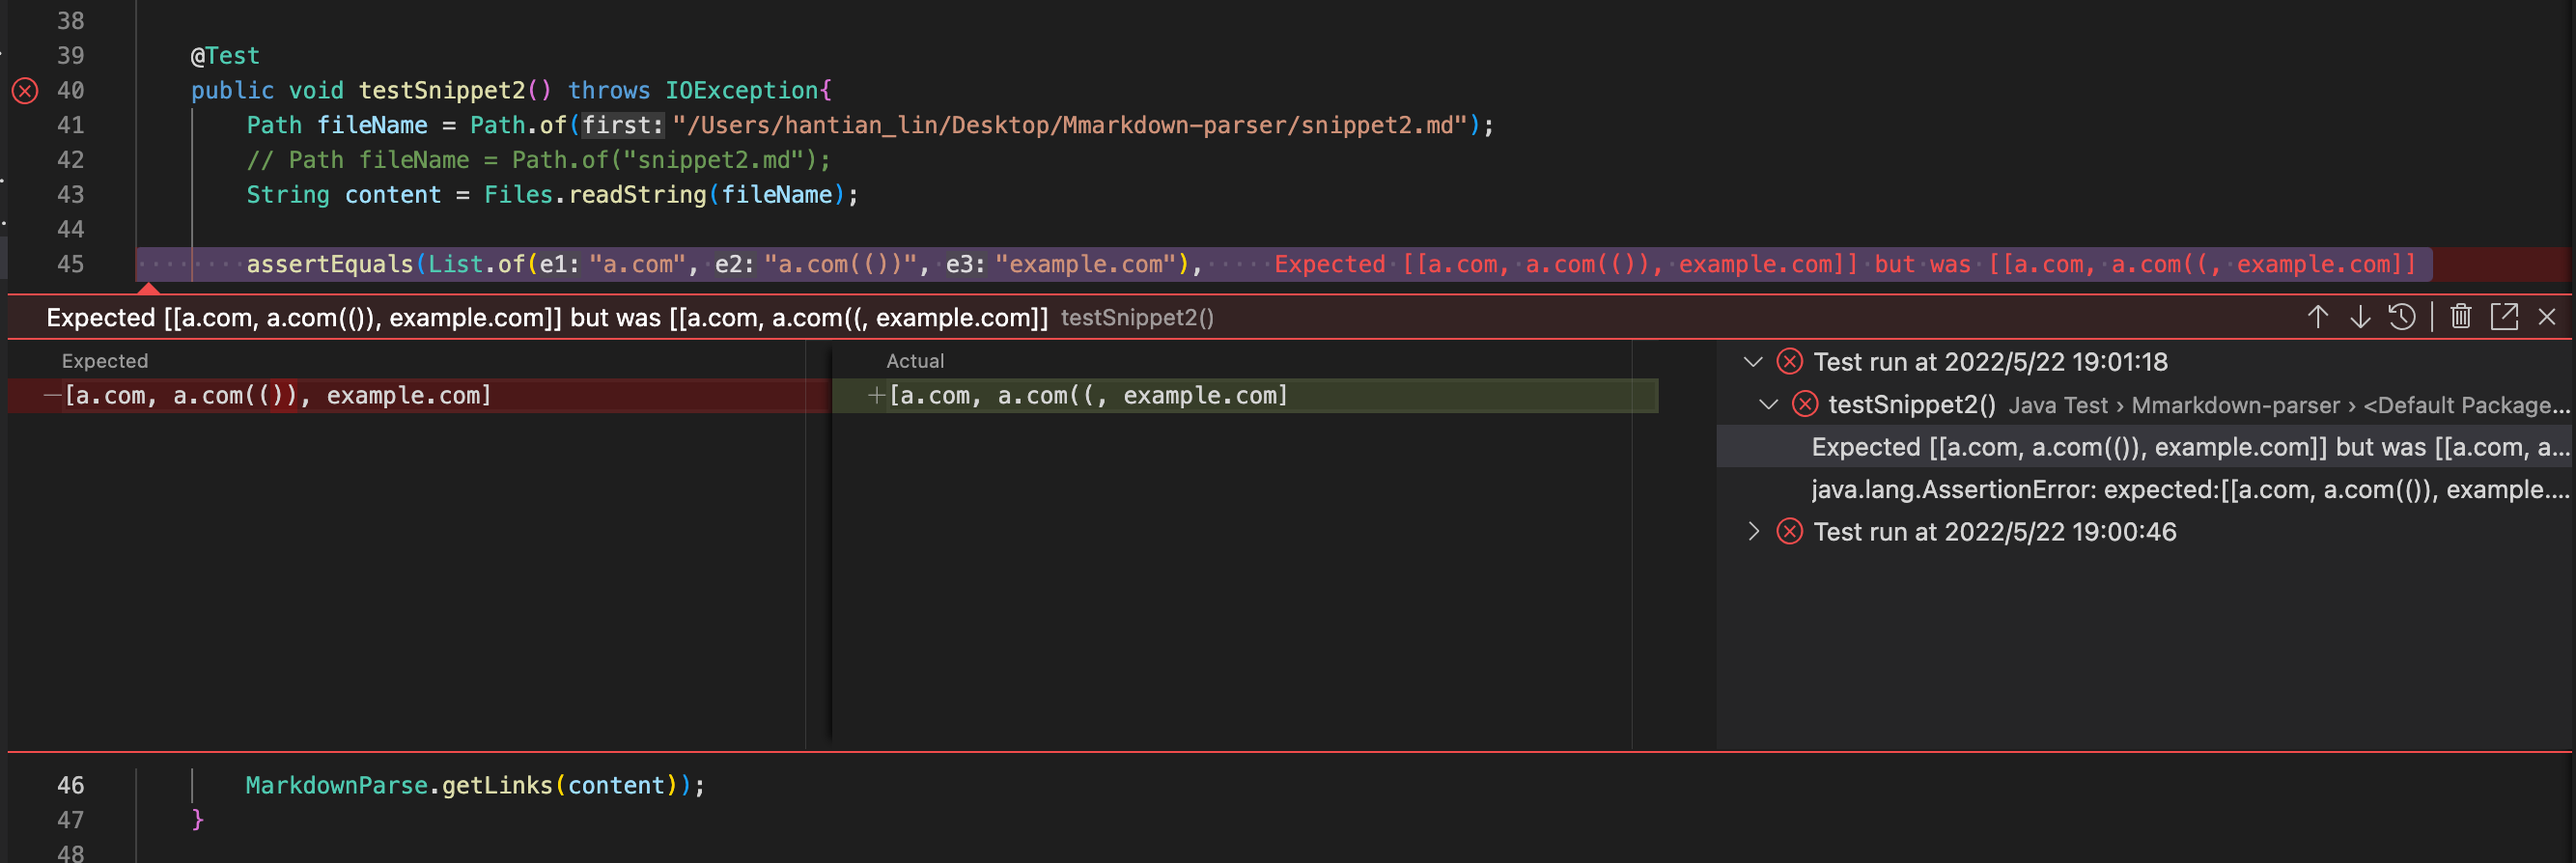 38
39 @Test
40 public void testSnippet2() throws IOException{
41 Path fileName = Path.of(first: "/Users/hantian_lin/Desktop/Mmarkdown-parser/snippet2.md");
42 // Path fileName = Path.of("snippet2.md");
43 String content = Files.readString(fileName);
44
45 ········assertEquals(List.of(e1: "a.com",·e2: "a.com(())",·e3: "example.com"),·····Expected·[[a.com,·a.com(()),·example.com]]·but·was·[[a.com,·a.com((,·example.com]]
Expected [[a.com, a.com(()), example.com]] but was [[a.com, a.com((, example.com]] testSnippet2()
Expected
Actual
−[a.com, a.com(()), example.com]
+[a.com, a.com((, example.com]
Test run at 2022/5/22 19:01:18
testSnippet2() Java Test › Mmarkdown-parser › <Default Package...
Expected [[a.com, a.com(()), example.com]] but was [[a.com, a...
java.lang.AssertionError: expected:[[a.com, a.com(()), example....
Test run at 2022/5/22 19:00:46
46 MarkdownParse.getLinks(content));
47 }
48